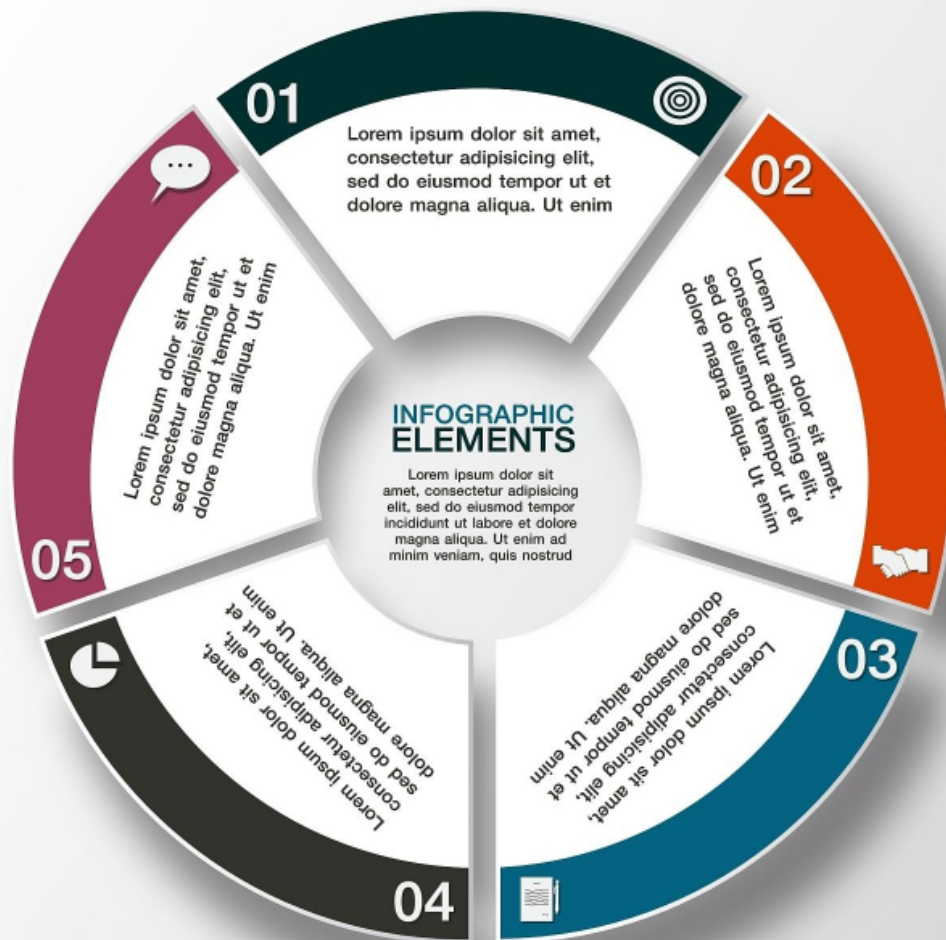 01
Lorem ipsum dolor sit amet,
consectetur adipisicing elit,
sed do eiusmod tempor ut et
dolore magna aliqua. Ut enim
02
Lorem ipsum dolor sit amet,
consectetur adipisicing elit,
sed do eiusmod tempor ut et
dolore magna aliqua. Ut enim
03
Lorem ipsum dolor sit amet,
consectetur adipisicing elit,
sed do eiusmod tempor ut et
dolore magna aliqua. Ut enim
04
Lorem ipsum dolor sit amet,
consectetur adipisicing elit,
sed do eiusmod tempor ut et
dolore magna aliqua. Ut enim
05
Lorem ipsum dolor sit amet,
consectetur adipisicing elit,
sed do eiusmod tempor ut et
dolore magna aliqua. Ut enim
INFOGRAPHIC
ELEMENTS
Lorem ipsum dolor sit
amet, consectetur adipisicing
elit, sed do eiusmod tempor
incididunt ut labore et dolore
magna aliqua. Ut enim ad
minim veniam, quis nostrud